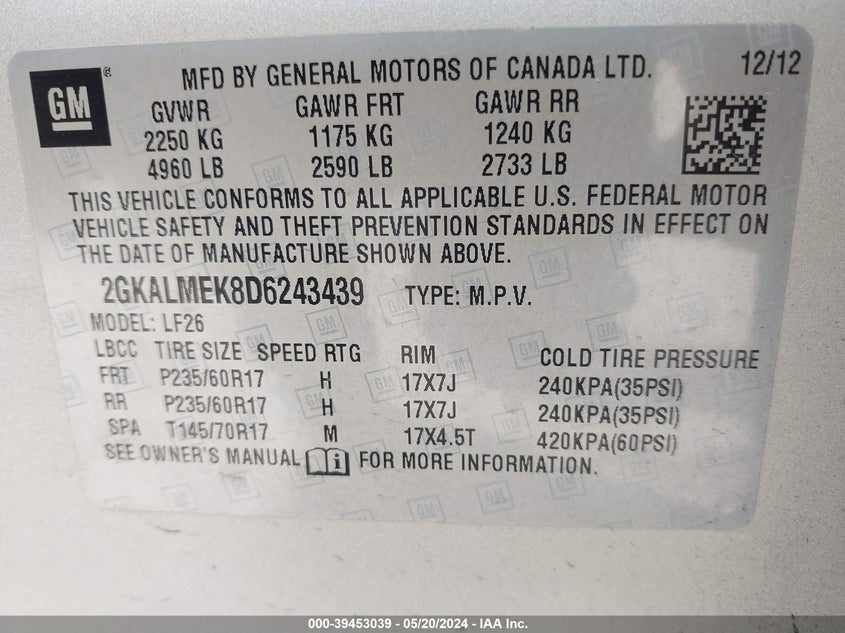 GM
®
MFD BY GENERAL MOTORS OF CANADA LTD. 12/12
GVWR GAWR FRT GAWR RR
2250 KG 1175 KG 1240 KG
4960 LB 2590 LB 2733 LB
THIS VEHICLE CONFORMS TO ALL APPLICABLE U.S. FEDERAL MOTOR
VEHICLE SAFETY AND THEFT PREVENTION STANDARDS IN EFFECT ON
THE DATE OF MANUFACTURE SHOWN ABOVE.
2GKALMEK8D6243439 TYPE: M.P.V.
MODEL: LF26
LBCC TIRE SIZE SPEED RTG RIM COLD TIRE PRESSURE
FRT P235/60R17 H 17X7J 240KPA(35PSI)
RR P235/60R17 H 17X7J 240KPA(35PSI)
SPA T145/70R17 M 17X4.5T 420KPA(60PSI)
SEE OWNER'S MANUAL i FOR MORE INFORMATION.
000-39453039 - 05/20/2024 - IAA Inc.